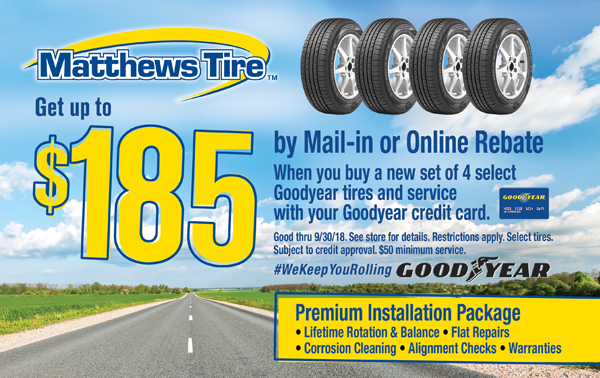 Matthews Tire™
Get up to
$185
by Mail-in or Online Rebate
When you buy a new set of 4 select
Goodyear tires and service
with your Goodyear credit card.
GOODYEAR
Good thru 9/30/18. See store for details. Restrictions apply. Select tires.
Subject to credit approval. $50 minimum service.
#WeKeepYouRolling GOODYEAR
Premium Installation Package
• Lifetime Rotation & Balance • Flat Repairs
• Corrosion Cleaning • Alignment Checks • Warranties